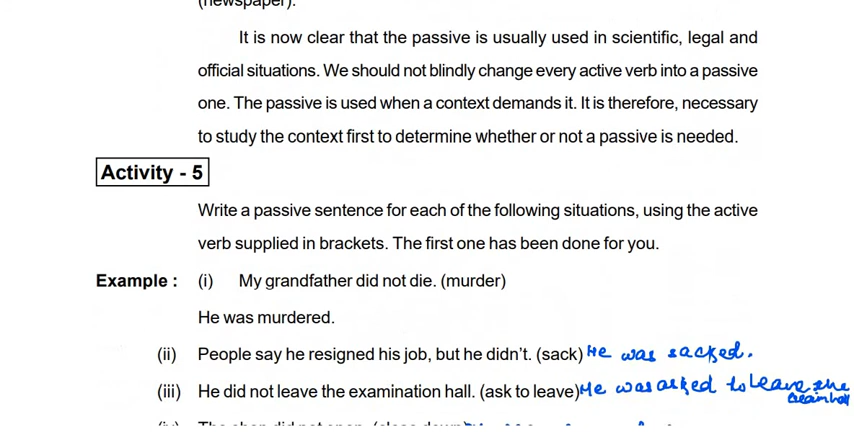 (newspaper).
It is now clear that the passive is usually used in scientific, legal and
official situations. We should not blindly change every active verb into a passive
one. The passive is used when a context demands it. It is therefore, necessary
to study the context first to determine whether or not a passive is needed.
Activity - 5
Write a passive sentence for each of the following situations, using the active
verb supplied in brackets. The first one has been done for you.
Example : (i) My grandfather did not die. (murder)
He was murdered.
(ii) People say he resigned his job, but he didn't. (sack) He was sacked.
(iii) He did not leave the examination hall. (ask to leave) He was asked to leave the